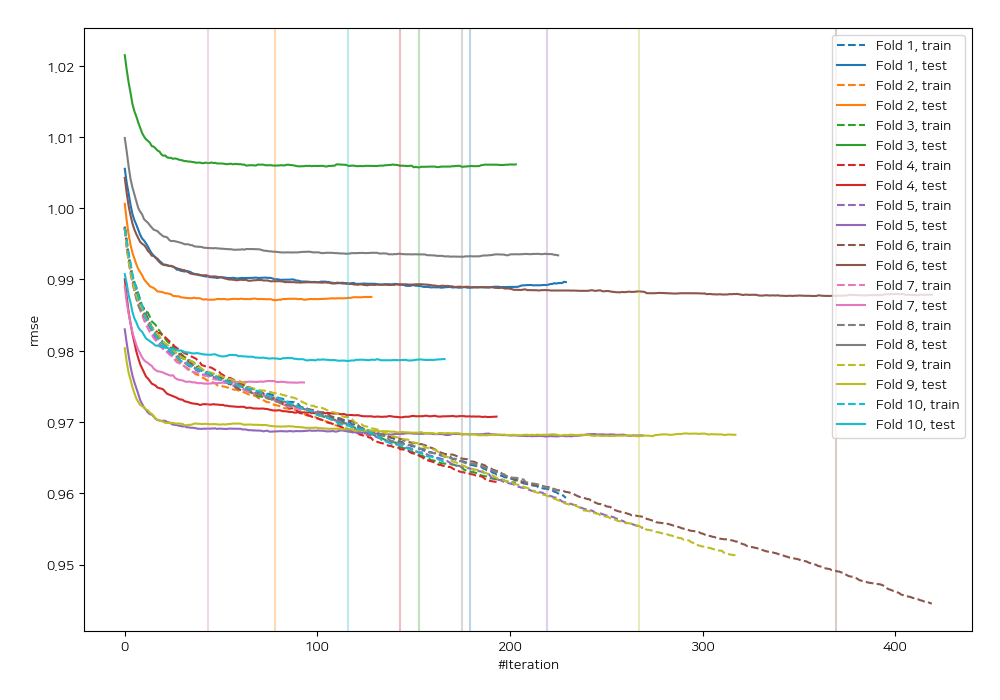 1.02
1.01
1.00
0.99
0.98
0.97
0.96
0.95
rmse
0
100
200
300
400
#Iteration
Fold 1, train
Fold 1, test
Fold 2, train
Fold 2, test
Fold 3, train
Fold 3, test
Fold 4, train
Fold 4, test
Fold 5, train
Fold 5, test
Fold 6, train
Fold 6, test
Fold 7, train
Fold 7, test
Fold 8, train
Fold 8, test
Fold 9, train
Fold 9, test
Fold 10, train
Fold 10, test